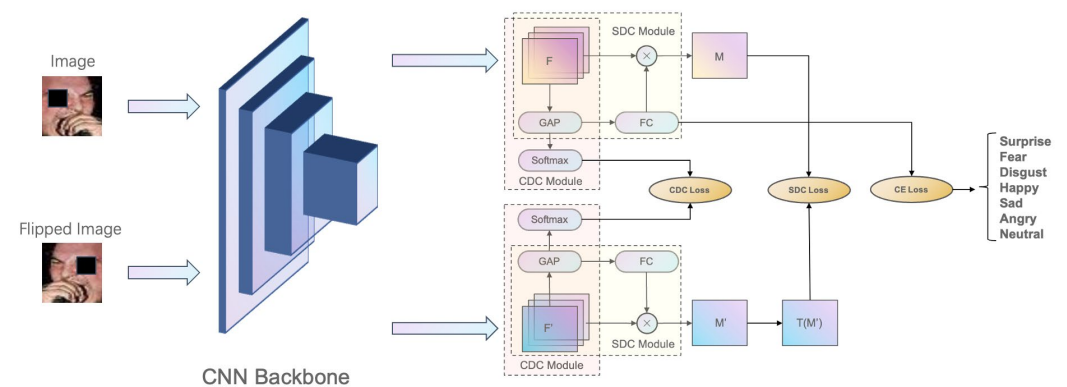 Image
Flipped Image
CNN Backbone
SDC Module
F
×
M
GAP
FC
Softmax
CDC Module
CDC Loss
SDC Loss
CE Loss
Surprise
Fear
Disgust
Happy
Sad
Angry
Neutral
Softmax
GAP
FC
F'
×
M'
T(M')
SDC Module
CDC Module